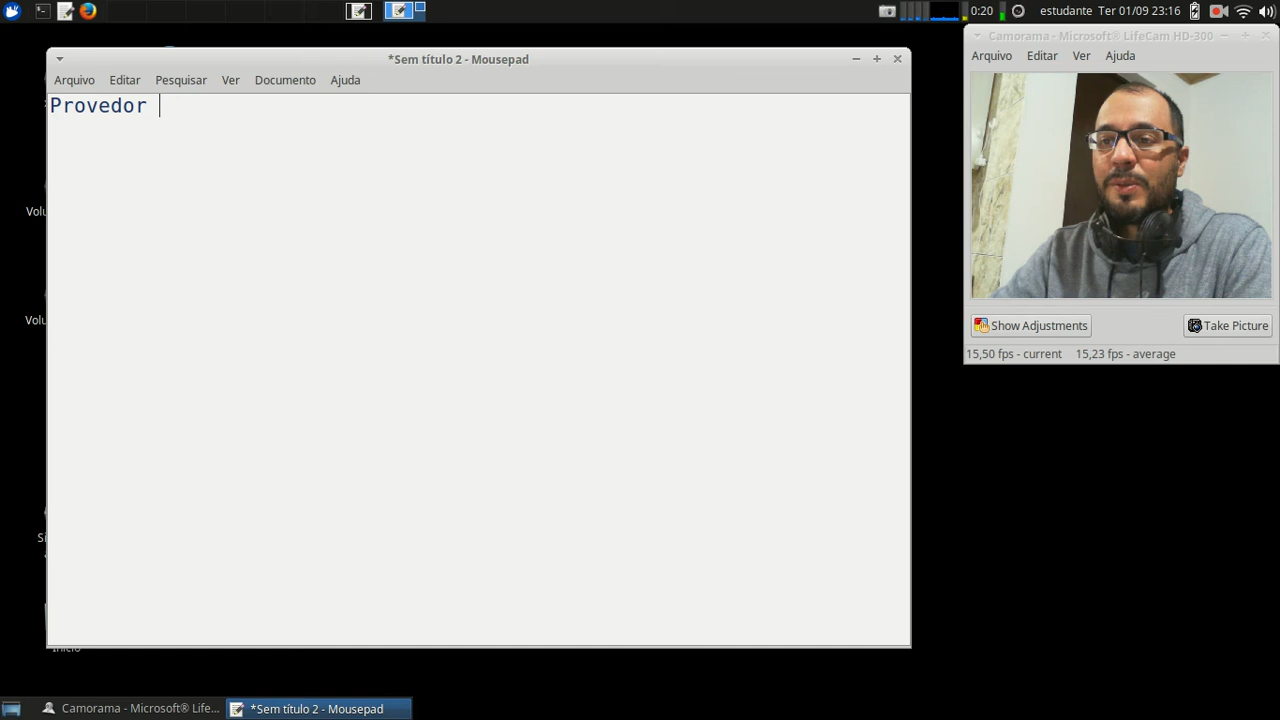 0:20
estudante Ter 01/09 23:16
*Sem título 2 - Mousepad
Arquivo Editar Pesquisar Ver Documento Ajuda
Provedor
Camorama - Microsoft® LifeCam HD-300
Arquivo Editar Ver Ajuda
Show Adjustments
Take Picture
15,50 fps - current 15,23 fps - average
Volu
Volu
Camorama - Microsoft® Life...
*Sem título 2 - Mousepad